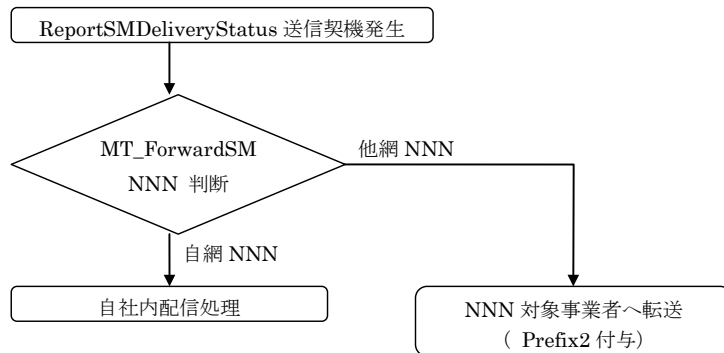 ReportSMDeliveryStatus 送信契機発生
MT_ForwardSM
NNN 判断
他網 NNN
自網 NNN
自社内配信処理
NNN 対象事業者へ転送
( Prefix2 付与)